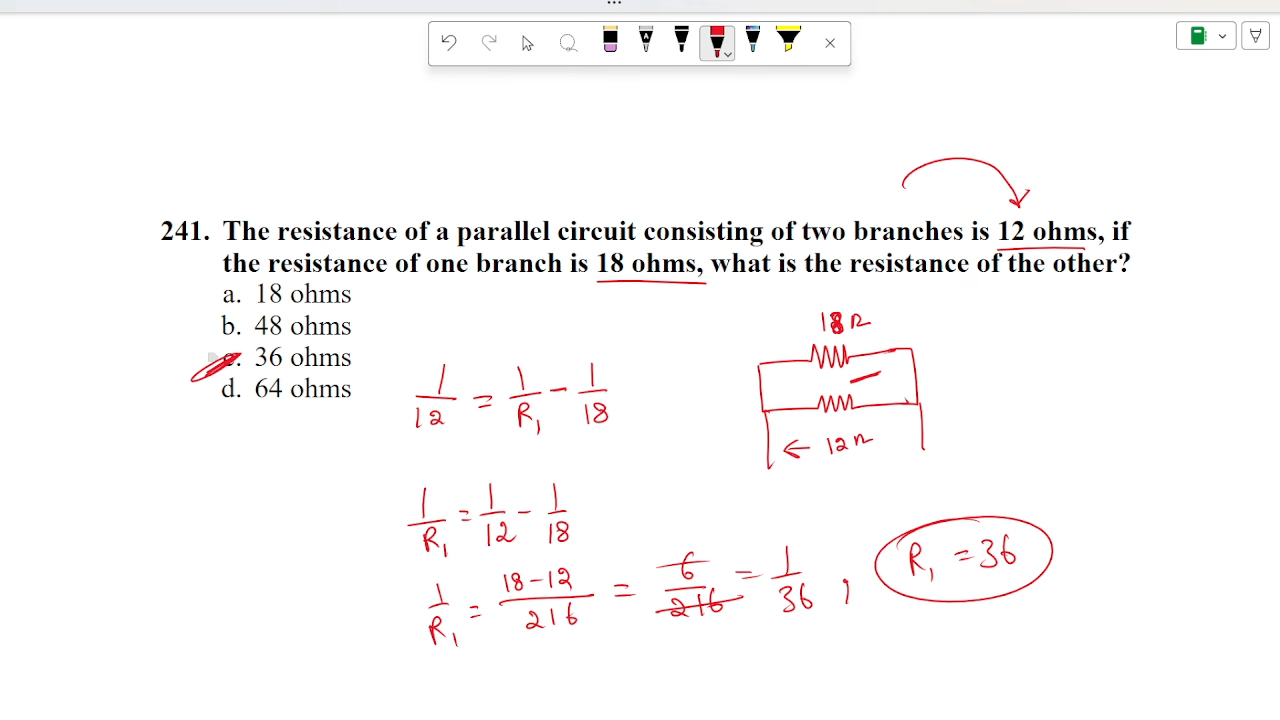 241. The resistance of a parallel circuit consisting of two branches is 12 ohms, if
the resistance of one branch is 18 ohms, what is the resistance of the other?
a. 18 ohms
b. 48 ohms
c. 36 ohms
d. 64 ohms
18Ω
12Ω
1/12 = 1/R₁ - 1/18
1/R₁ = 1/12 - 1/18
1/R₁ = 18-12/216 = 6/216 = 1/36 , R₁ = 36